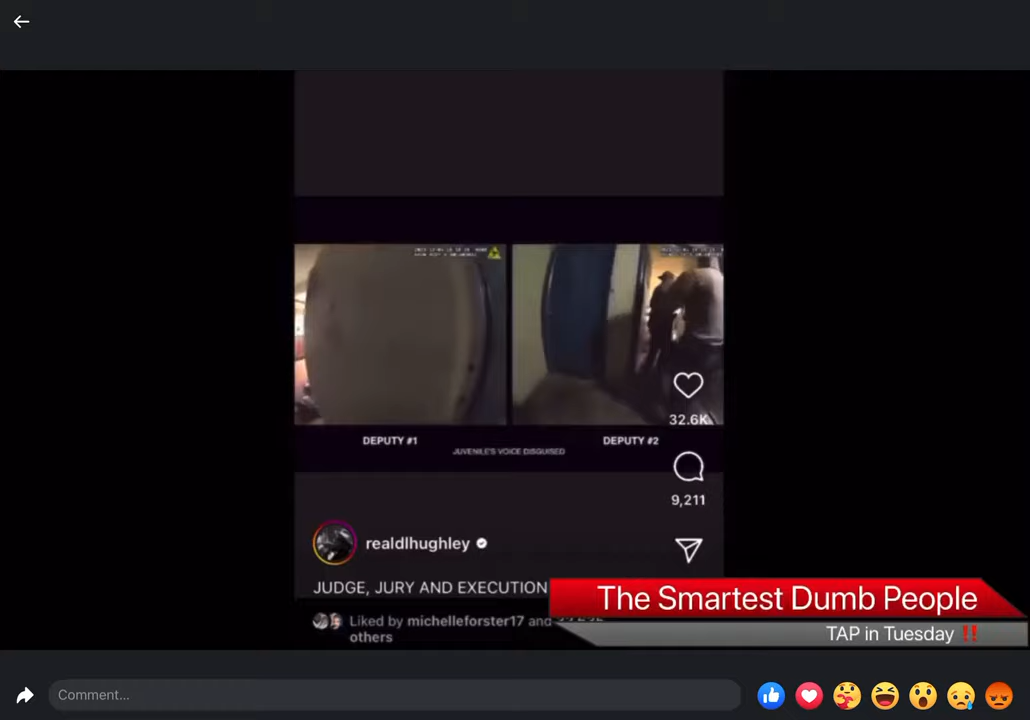 DEPUTY #1
DEPUTY #2
JUVENILE'S VOICE DISGUISED
32.6K
9,211
realdlhughley
JUDGE, JURY AND EXECUTION
Liked by michelleforster17 and
others
The Smartest Dumb People
TAP in Tuesday ‼️
Comment...